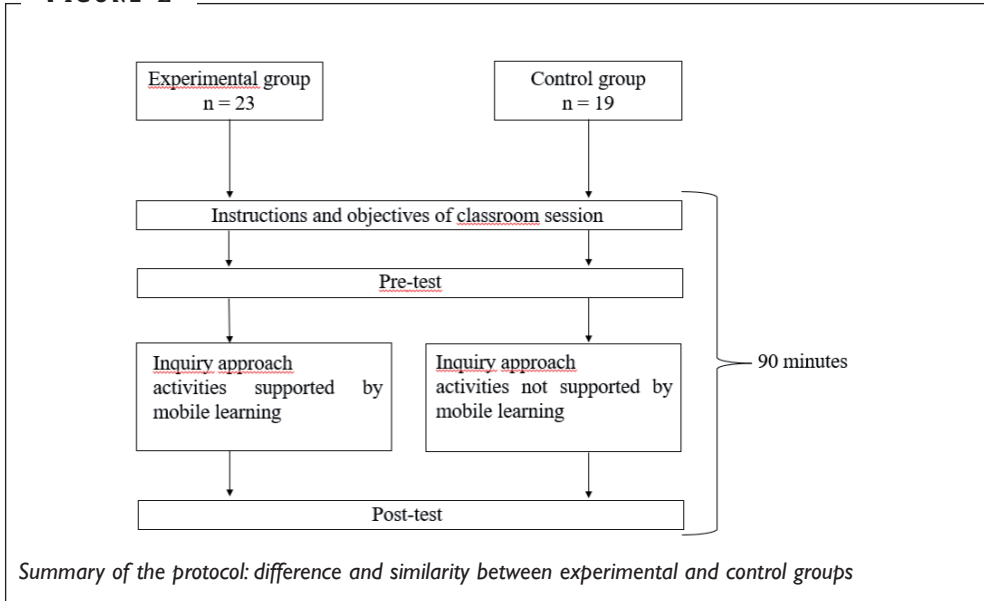 FIGURE 2
Experimental group
n = 23
Control group
n = 19
Instructions and objectives of classroom session
Pre-test
Inquiry approach
activities supported by
mobile learning
Inquiry approach
activities not supported by
mobile learning
90 minutes
Post-test
Summary of the protocol: difference and similarity between experimental and control groups